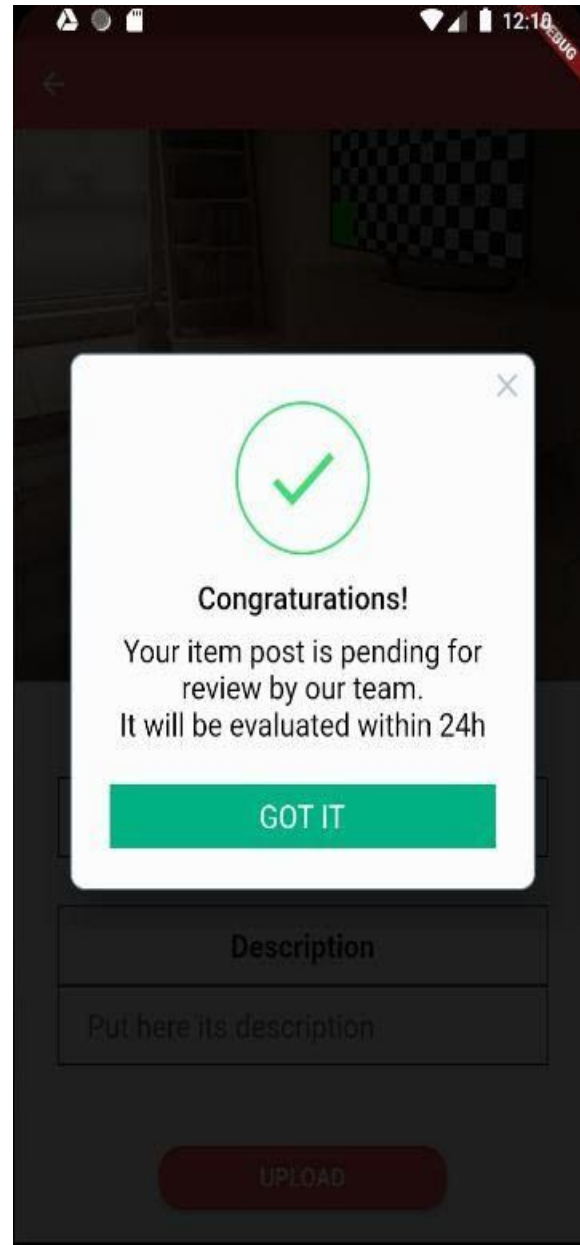 12:10
DEBUG
Congraturations!
Your item post is pending for
review by our team.
It will be evaluated within 24h
GOT IT
Description
Put here its description
UPLOAD